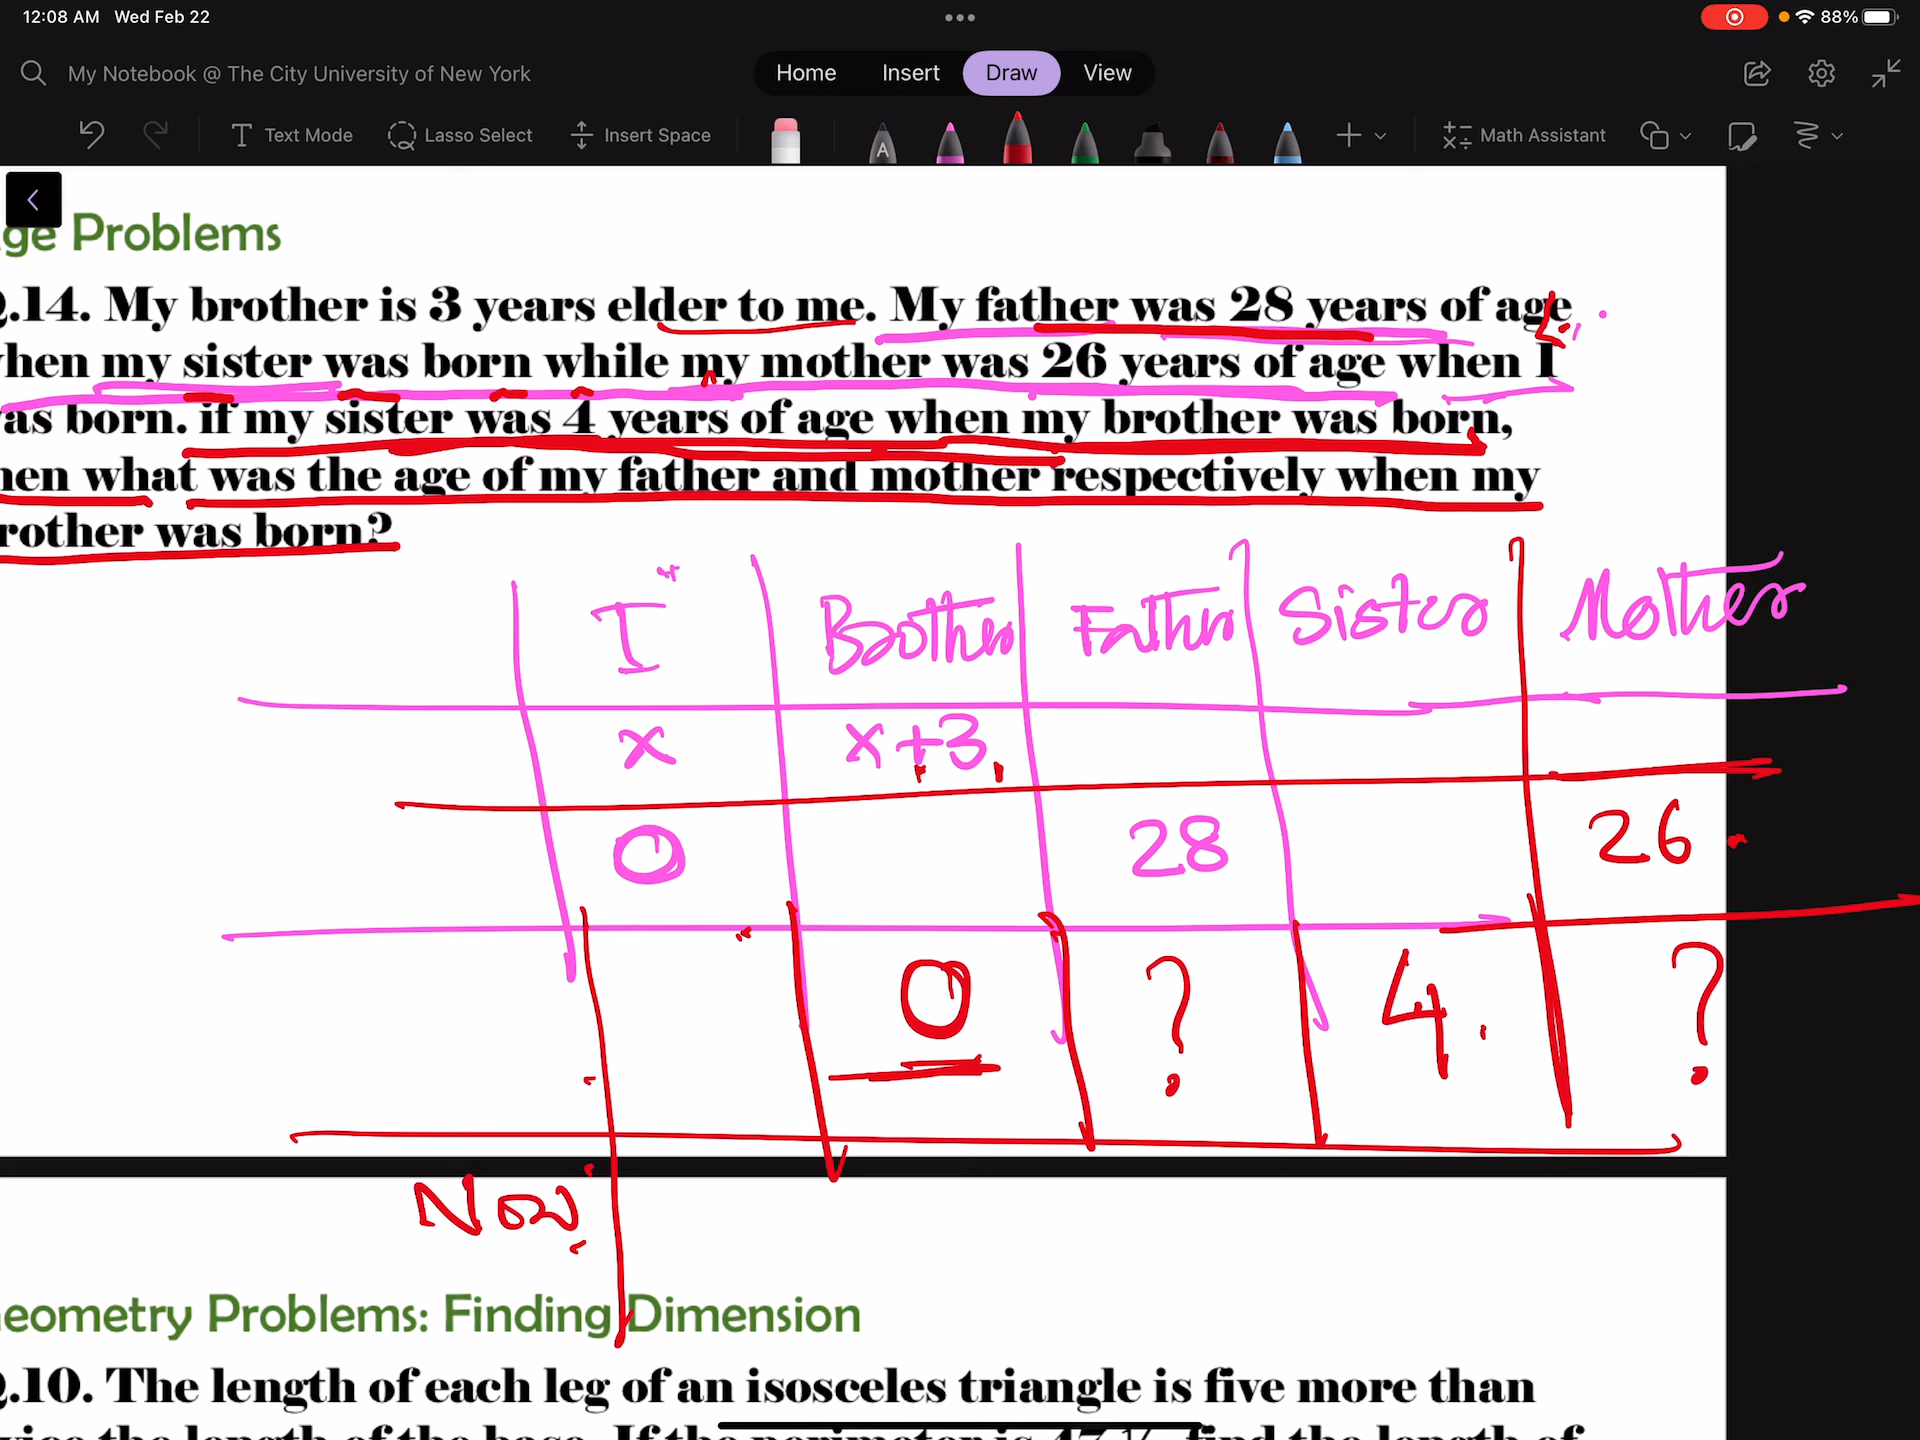 12:08 AM Wed Feb 22
88%
My Notebook @ The City University of New York
Home Insert Draw View
Text Mode Lasso Select Insert Space A Math Assistant
ge Problems
.14. My brother is 3 years elder to me. My father was 28 years of age
hen my sister was born while my mother was 26 years of age when I
as born. if my sister was 4 years of age when my brother was born,
hen what was the age of my father and mother respectively when my
rother was born?
I Brother Father Sister Mother
x x+3
0 28 26
0 ? 4. ?
Now
eometry Problems: Finding Dimension
.10. The length of each leg of an isosceles triangle is five more than